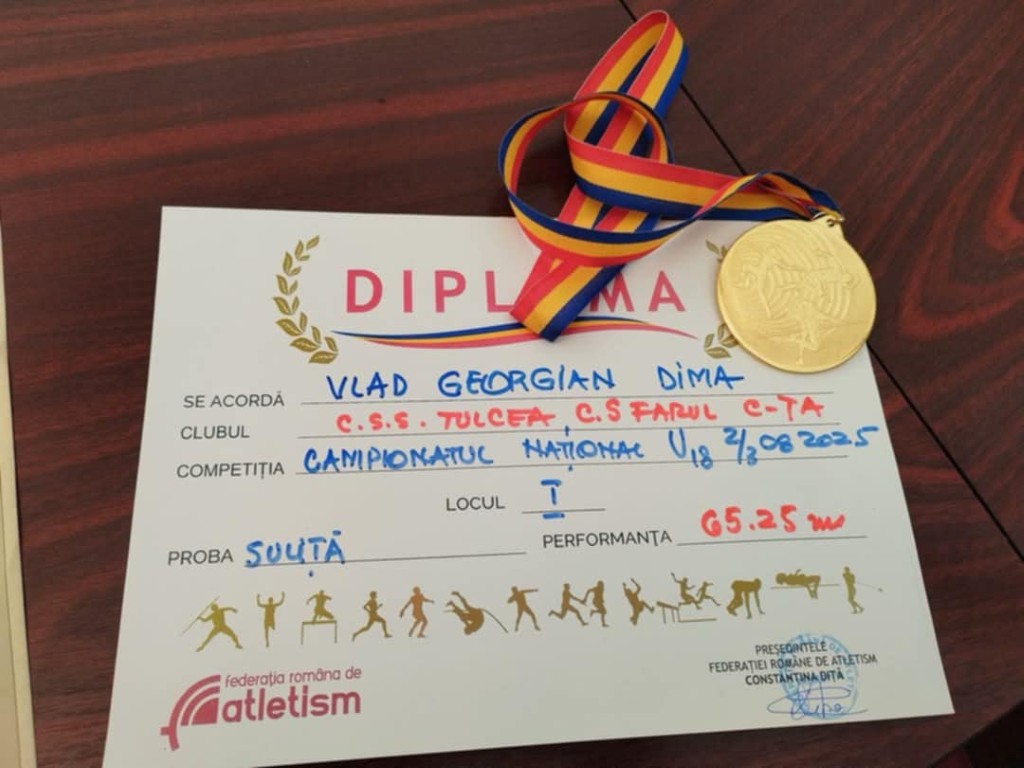 DIPLOMA
SE ACORDĂ VLAD GEORGIAN DIMA
CLUBUL C.S.S. TULCEA, C.S FARUL C-ȚA
COMPETIȚIA CAMPIONATUL NAȚIONAL U18 2/3 08 2025
LOCUL I
PROBA SULIȚĂ PERFORMANȚA 65.25 m
federația română de
atletism
PREȘEDINTELE
FEDERAȚIEI ROMÂNE DE ATLETISM
CONSTANTINA DIȚĂ